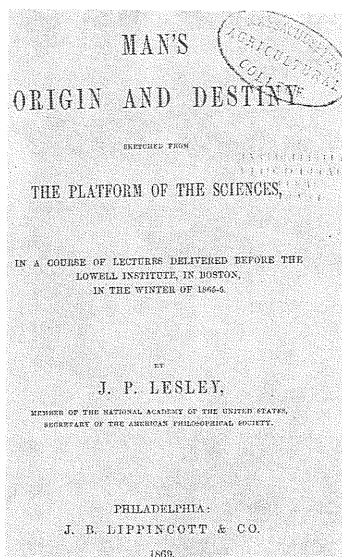 MAN'S
ORIGIN AND DESTINY
SKETCHED FROM
THE PLATFORM OF THE SCIENCES,
IN A COURSE OF LECTURES DELIVERED BEFORE THE
LOWELL INSTITUTE, IN BOSTON,
IN THE WINTER OF 1865-6.
BY
J. P. LESLEY,
MEMBER OF THE NATIONAL ACADEMY OF THE UNITED STATES,
SECRETARY OF THE AMERICAN PHILOSOPHICAL SOCIETY.
PHILADELPHIA:
J. B. LIPPINCOTT & CO.
1869.
AGRICULTURAL
COLLEGE